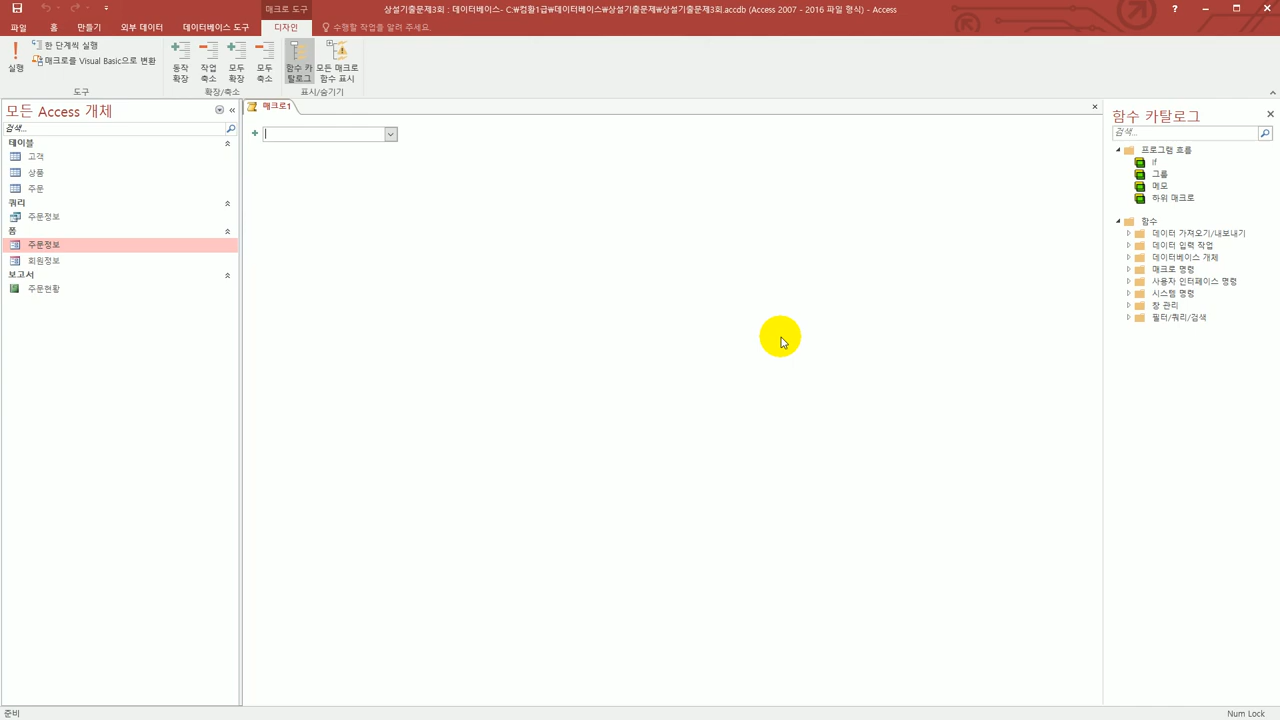 매크로 도구
상설기출문제3회 : 데이터베이스- C:₩컴활1급₩데이터베이스₩상설기출문제₩상설기출문제3회.accdb (Access 2007 - 2016 파일 형식) - Access
파일
홈
만들기
외부 데이터
데이터베이스 도구
디자인
수행할 작업을 알려 주세요.
실행
한 단계씩 실행
매크로를 Visual Basic으로 변환
도구
동작 확장
작업 축소
모두 확장
모두 축소
확장/축소
함수 카탈로그
모든 매크로 함수 표시
표시/숨기기
모든 Access 개체
검색...
테이블
고객
상품
주문
쿼리
주문정보
폼
주문정보
회원정보
보고서
주문현황
매크로1
함수 카탈로그
검색...
프로그램 흐름
If
그룹
메모
하위 매크로
함수
데이터 가져오기/내보내기
데이터 입력 작업
데이터베이스 개체
매크로 명령
사용자 인터페이스 명령
시스템 명령
창 관리
필터/쿼리/검색
준비
Num Lock